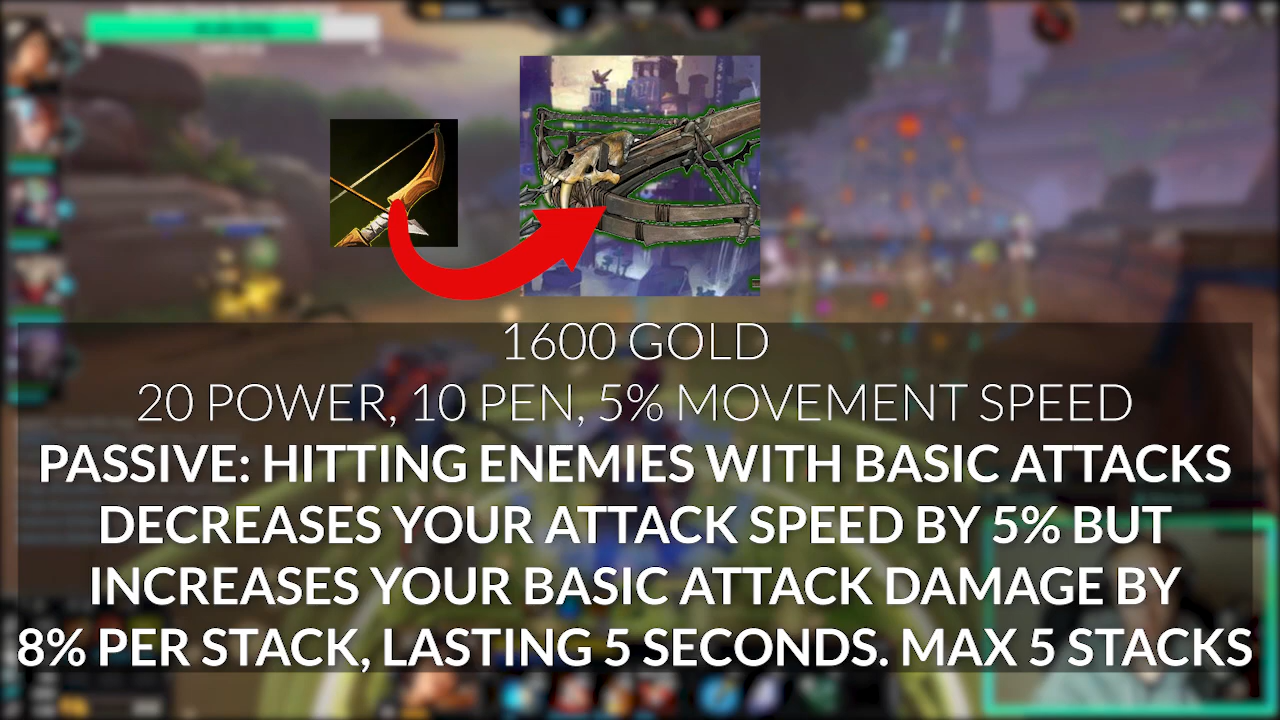 1600 GOLD
20 POWER, 10 PEN, 5% MOVEMENT SPEED
PASSIVE: HITTING ENEMIES WITH BASIC ATTACKS
DECREASES YOUR ATTACK SPEED BY 5% BUT
INCREASES YOUR BASIC ATTACK DAMAGE BY
8% PER STACK, LASTING 5 SECONDS. MAX 5 STACKS